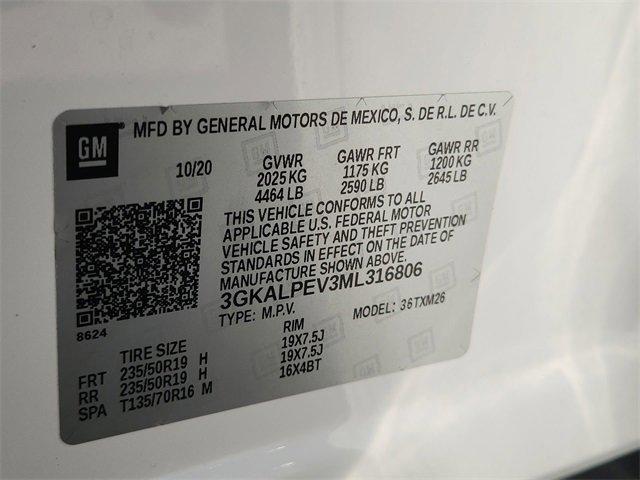 GM
MFD BY GENERAL MOTORS DE MEXICO, S. DE R.L. DE C.V.
10/20 GVWR GAWR FRT GAWR RR
2025 KG 1175 KG 1200 KG
4464 LB 2590 LB 2645 LB
THIS VEHICLE CONFORMS TO ALL
APPLICABLE U.S. FEDERAL MOTOR
VEHICLE SAFETY AND THEFT PREVENTION
STANDARDS IN EFFECT ON THE DATE OF
MANUFACTURE SHOWN ABOVE.
3GKALPEV3ML316806
TYPE: M.P.V. MODEL: 36TXM26
8624
TIRE SIZE RIM
FRT 235/50R19 H 19X7.5J
RR 235/50R19 H 19X7.5J
SPA T135/70R16 M 16X4BT